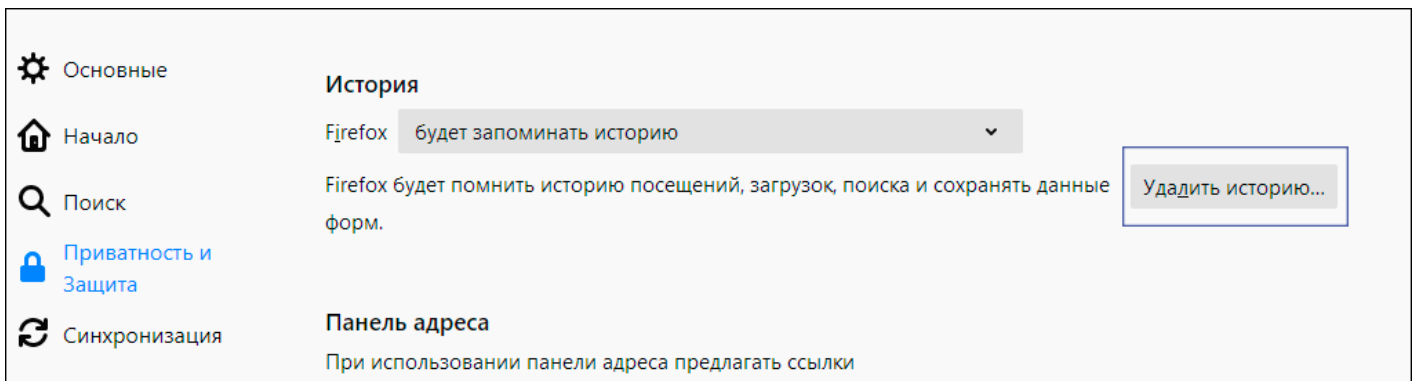 Основные
Начало
Поиск
Приватность и
Защита
Синхронизация
История
Firefox будет запоминать историю
Firefox будет помнить историю посещений, загрузок, поиска и сохранять данные
форм.
Удалить историю...
Панель адреса
При использовании панели адреса предлагать ссылки